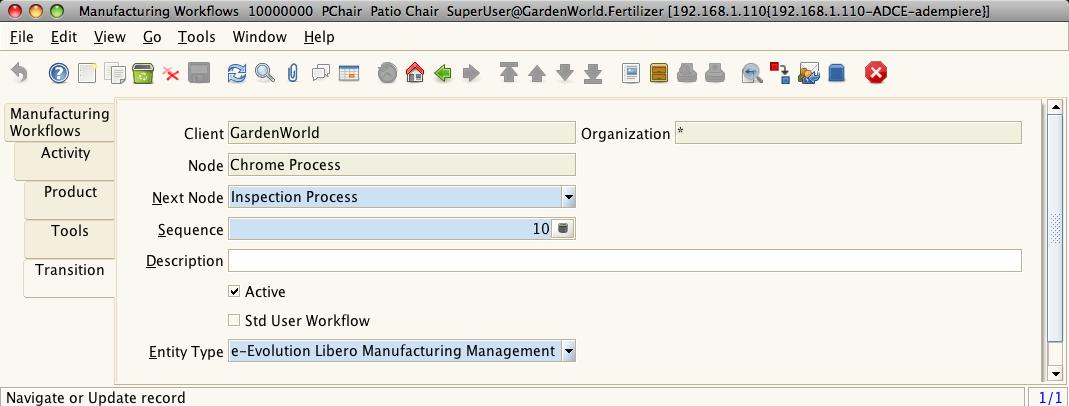 Manufacturing Workflows 10000000 PChair Patio Chair SuperUser@GardenWorld.Fertilizer [192.168.1.110{192.168.1.110-ADCE-adempiere}]
File Edit View Go Tools Window Help
Manufacturing
Workflows
Activity
Product
Tools
Transition
Client GardenWorld Organization *
Node Chrome Process
Next Node Inspection Process
Sequence 10
Description
Active
Std User Workflow
Entity Type e-Evolution Libero Manufacturing Management
Navigate or Update record 1/1